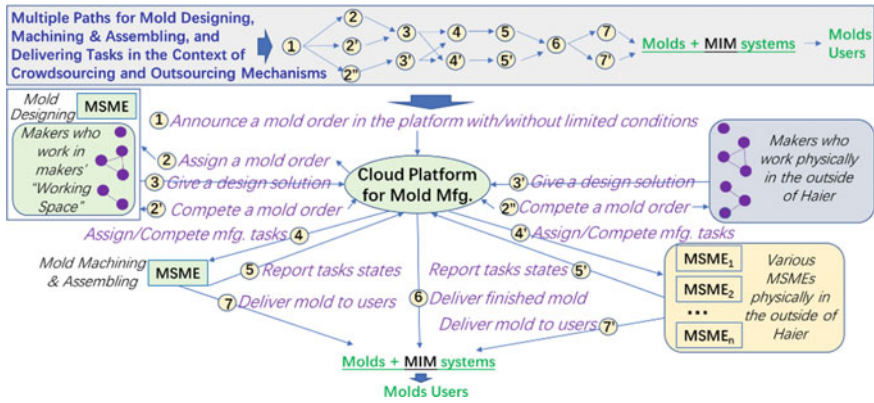 Multiple Paths for Mold Designing,
Machining & Assembling, and
Delivering Tasks in the Context of
Crowdsourcing and Outsourcing Mechanisms
1
2
2'
2"
3
3'
4
4'
5
5'
6
7
7'
Molds + MIM systems
Molds
Users
Mold
Designing
MSME
Makers who
work in
makers'
"Working
Space"
1 Announce a mold order in the platform with/without limited conditions
2 Assign a mold order
3 Give a design solution
2' Compete a mold order
Cloud Platform
for Mold Mfg.
3' Give a design solution
2" Compete a mold order
Makers who
work physically
in the outside
of Haier
Assign/Compete mfg. tasks 4
4' Assign/Compete mfg. tasks
Mold Machining
& Assembling
MSME
5 Report tasks states
Report tasks states 5'
7 Deliver mold to users
6 Deliver finished mold
Deliver mold to users 7'
MSME1
MSME2
...
MSMEn
Various
MSMEs
physically in
the outside of
Haier
Molds + MIM systems
Molds Users